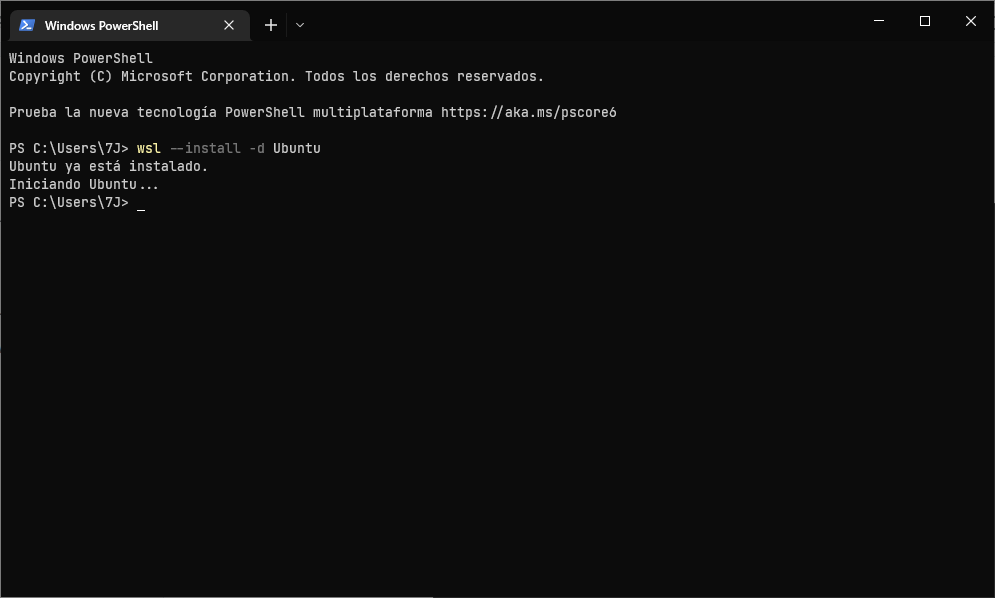 Windows PowerShell
Windows PowerShell
Copyright (C) Microsoft Corporation. Todos los derechos reservados.
Prueba la nueva tecnología PowerShell multiplataforma https://aka.ms/pscore6
PS C:\Users\7J> wsl --install -d Ubuntu
Ubuntu ya está instalado.
Iniciando Ubuntu...
PS C:\Users\7J> _